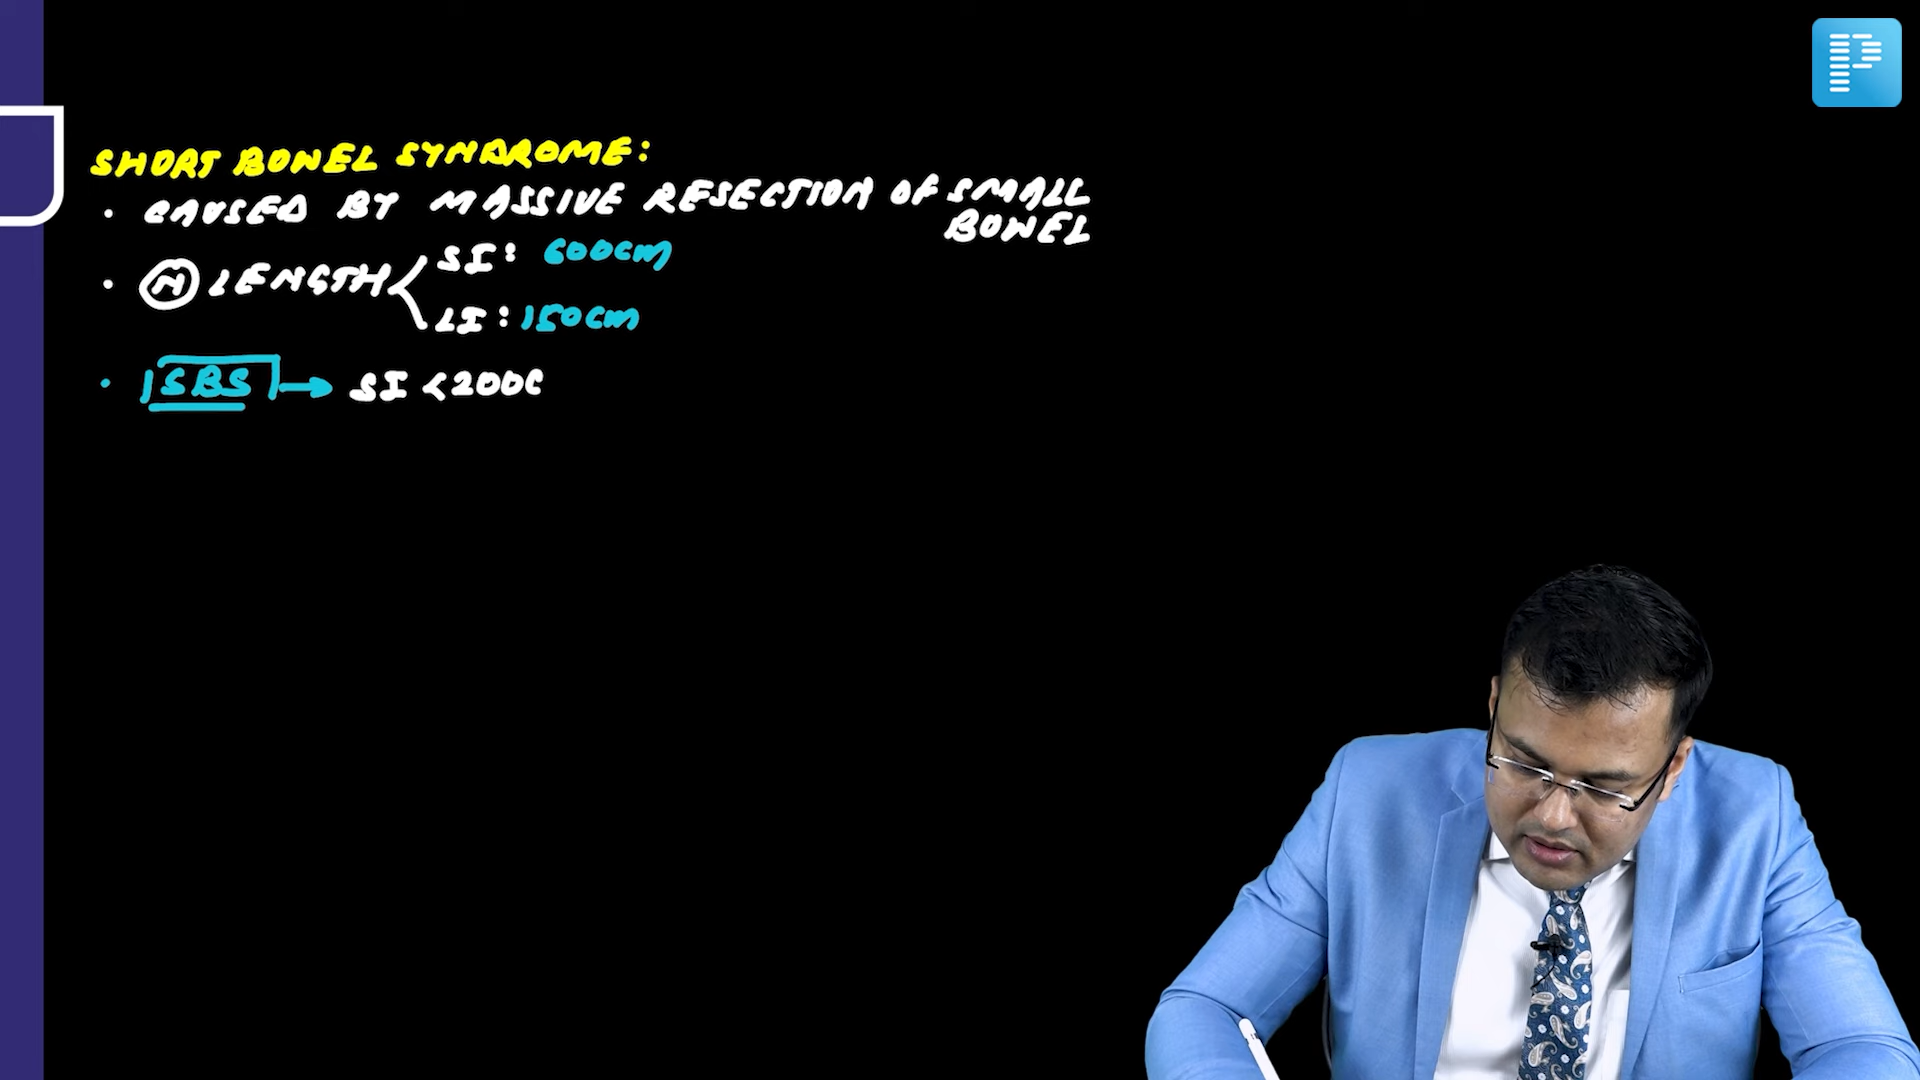 SHORT BOWEL SYNDROME:
• CAUSED BY MASSIVE RESECTION OF SMALL
BOWEL
• (N) LENGTH < SI: 600cm
LI: 150cm
• SBS → SI <200C